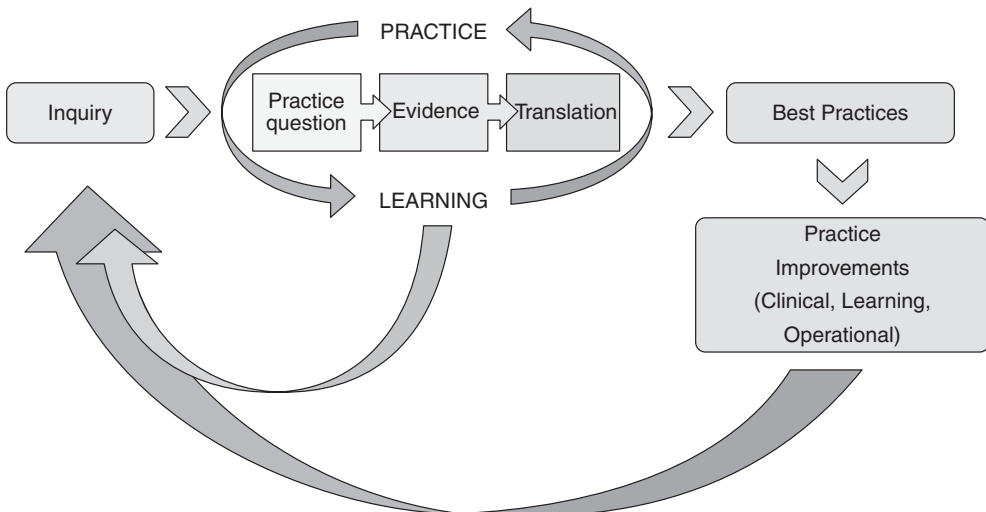 PRACTICE
Inquiry
Practice
question
Evidence
Translation
Best Practices
LEARNING
Practice
Improvements
(Clinical, Learning,
Operational)